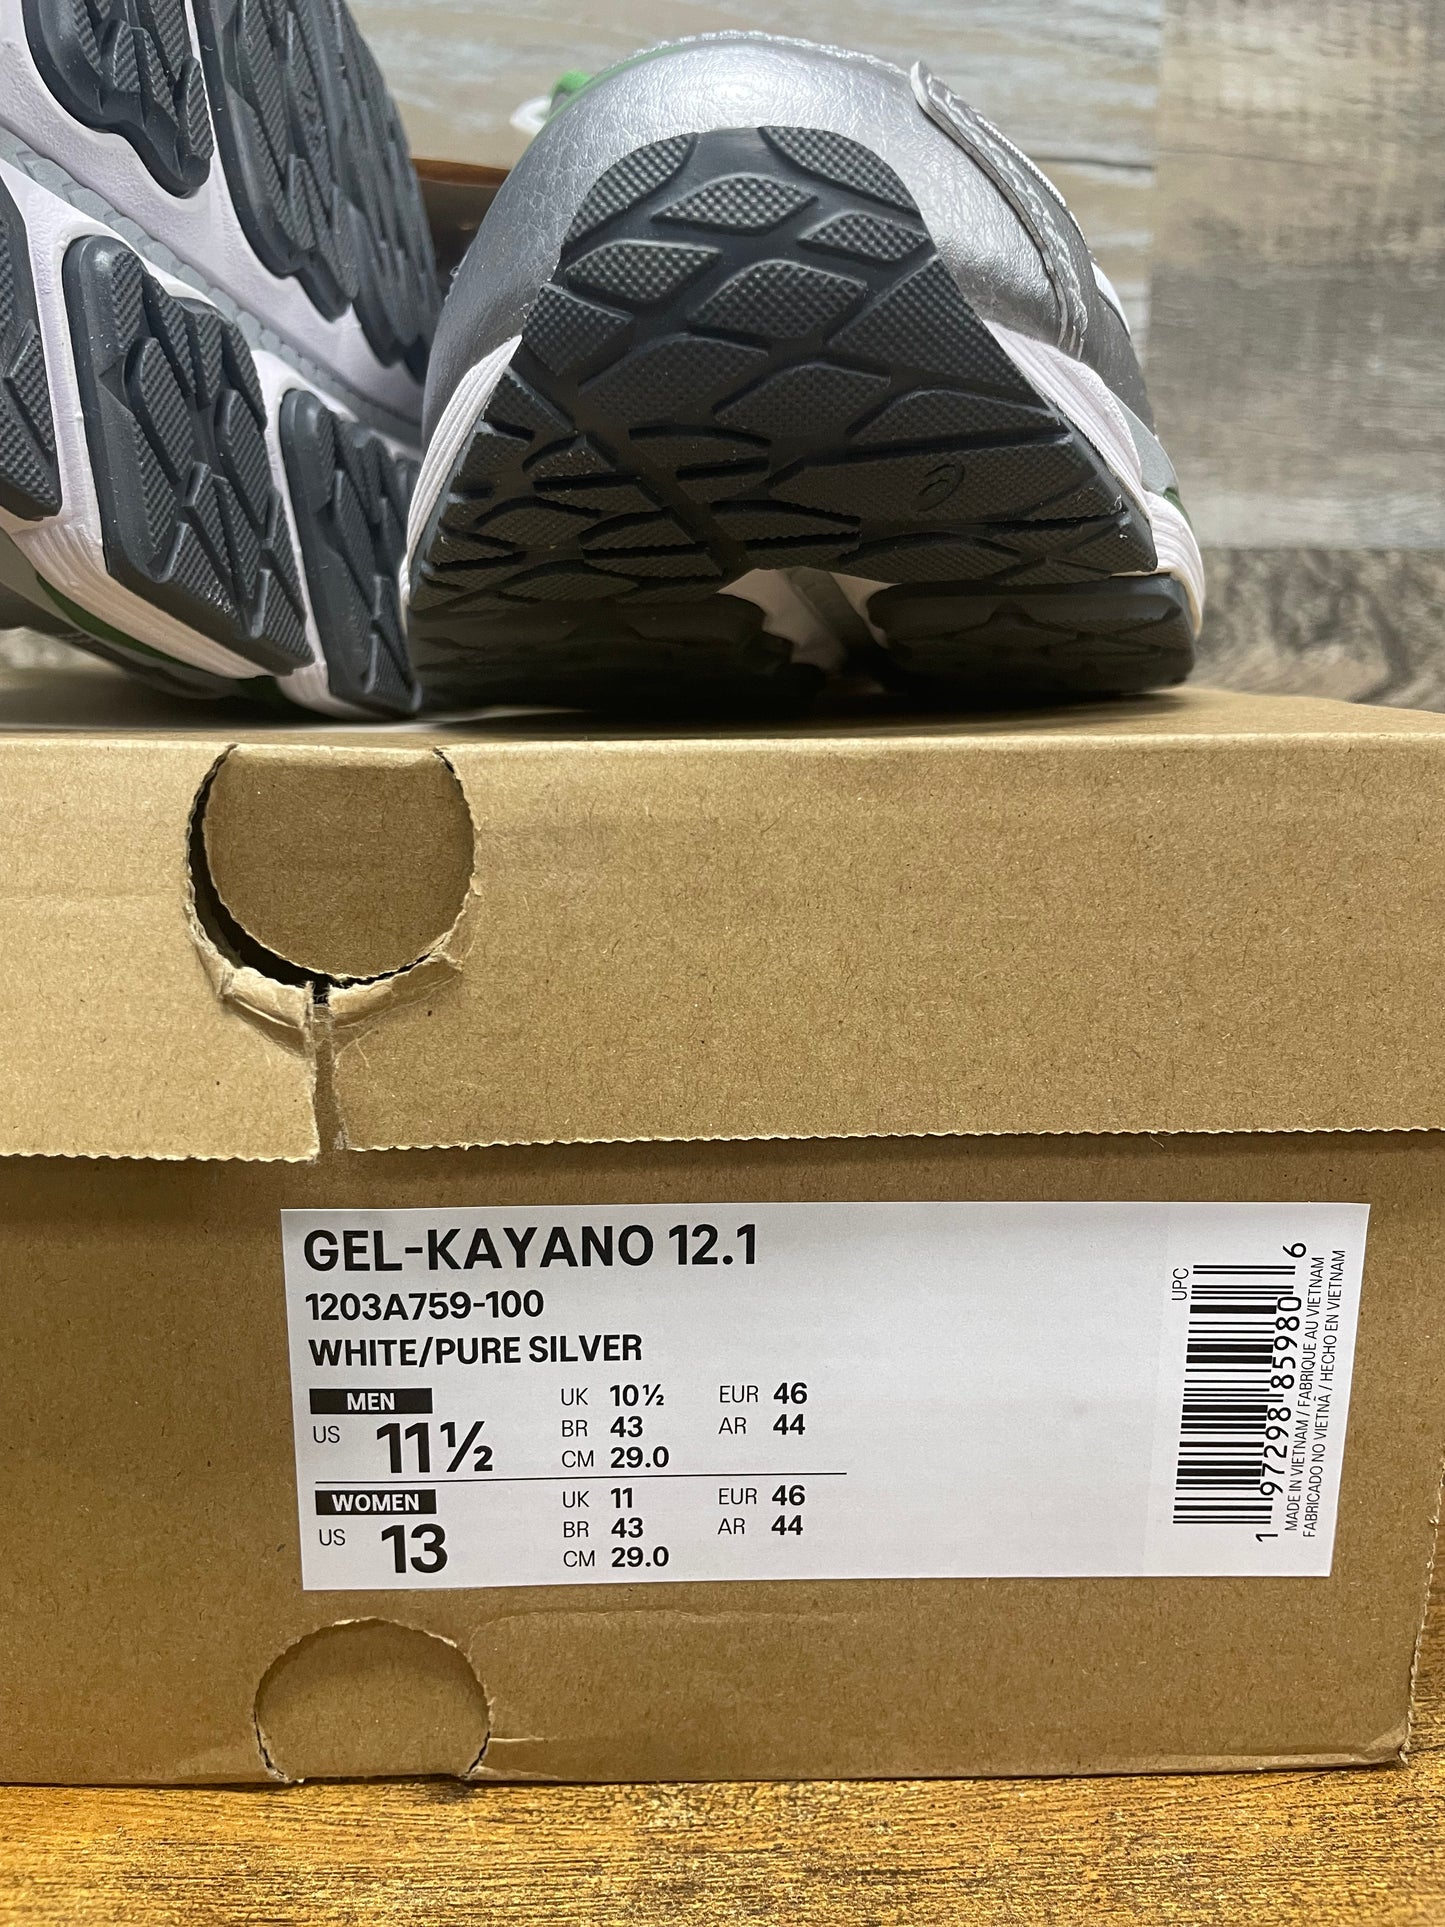 GEL-KAYANO 12.1
1203A759-100
WHITE/PURE SILVER
MEN
US 11½
UK 10½ EUR 46
BR 43 AR 44
CM 29.0
WOMEN
US 13
UK 11 EUR 46
BR 43 AR 44
CM 29.0
UPC
1 97298 85980 6
MADE IN VIETNAM / FABRIQUE AU VIETNAM
FABRICADO NO VIETNÃ / HECHO EN VIETNAM